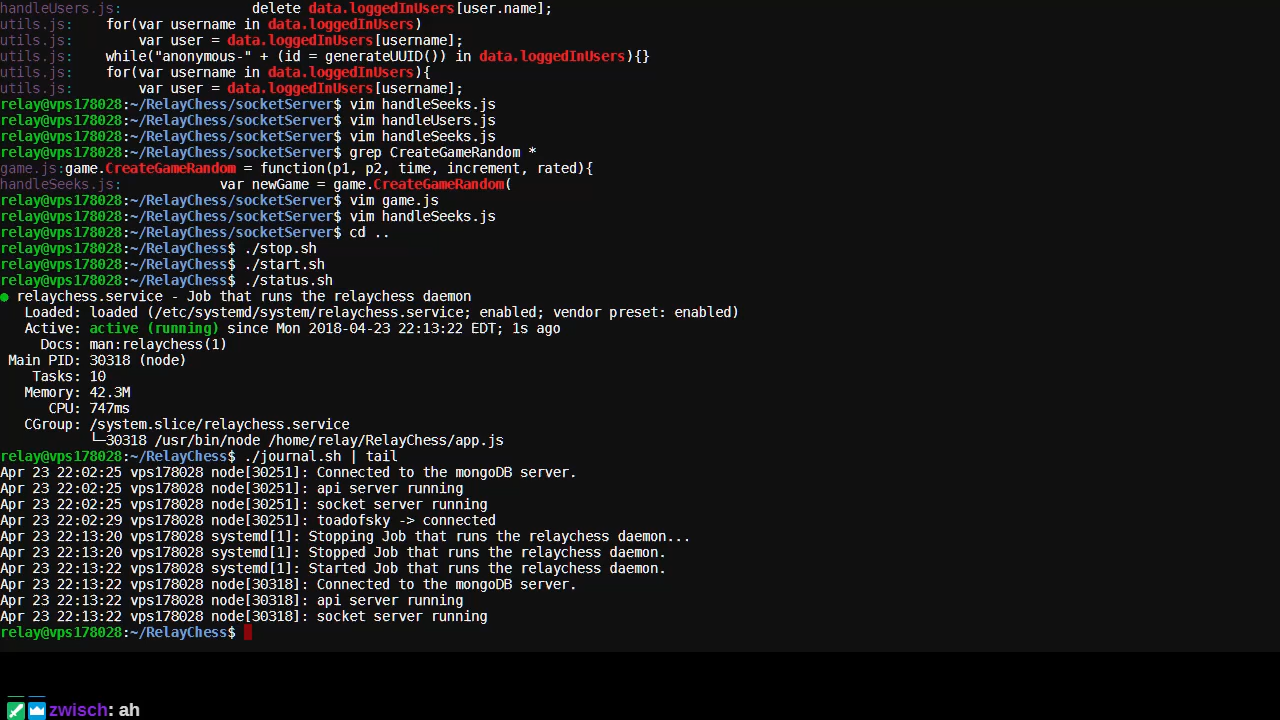 handleUsers.js:                delete data.loggedInUsers[user.name];
utils.js:    for(var username in data.loggedInUsers)
utils.js:        var user = data.loggedInUsers[username];
utils.js:    while("anonymous-" + (id = generateUUID()) in data.loggedInUsers){}
utils.js:    for(var username in data.loggedInUsers){
utils.js:        var user = data.loggedInUsers[username];
relay@vps178028:~/RelayChess/socketServer$ vim handleSeeks.js
relay@vps178028:~/RelayChess/socketServer$ vim handleUsers.js
relay@vps178028:~/RelayChess/socketServer$ vim handleSeeks.js
relay@vps178028:~/RelayChess/socketServer$ grep CreateGameRandom *
game.js:game.CreateGameRandom = function(p1, p2, time, increment, rated){
handleSeeks.js:            var newGame = game.CreateGameRandom(
relay@vps178028:~/RelayChess/socketServer$ vim game.js
relay@vps178028:~/RelayChess/socketServer$ vim handleSeeks.js
relay@vps178028:~/RelayChess/socketServer$ cd ..
relay@vps178028:~/RelayChess$ ./stop.sh
relay@vps178028:~/RelayChess$ ./start.sh
relay@vps178028:~/RelayChess$ ./status.sh
● relaychess.service - Job that runs the relaychess daemon
   Loaded: loaded (/etc/systemd/system/relaychess.service; enabled; vendor preset: enabled)
   Active: active (running) since Mon 2018-04-23 22:13:22 EDT; 1s ago
     Docs: man:relaychess(1)
 Main PID: 30318 (node)
    Tasks: 10
   Memory: 42.3M
      CPU: 747ms
   CGroup: /system.slice/relaychess.service
           └─30318 /usr/bin/node /home/relay/RelayChess/app.js
relay@vps178028:~/RelayChess$ ./journal.sh | tail
Apr 23 22:02:25 vps178028 node[30251]: Connected to the mongoDB server.
Apr 23 22:02:25 vps178028 node[30251]: api server running
Apr 23 22:02:25 vps178028 node[30251]: socket server running
Apr 23 22:02:29 vps178028 node[30251]: toadofsky -> connected
Apr 23 22:13:20 vps178028 systemd[1]: Stopping Job that runs the relaychess daemon...
Apr 23 22:13:20 vps178028 systemd[1]: Stopped Job that runs the relaychess daemon.
Apr 23 22:13:22 vps178028 systemd[1]: Started Job that runs the relaychess daemon.
Apr 23 22:13:22 vps178028 node[30318]: Connected to the mongoDB server.
Apr 23 22:13:22 vps178028 node[30318]: api server running
Apr 23 22:13:22 vps178028 node[30318]: socket server running
relay@vps178028:~/RelayChess$
zwisch: ah